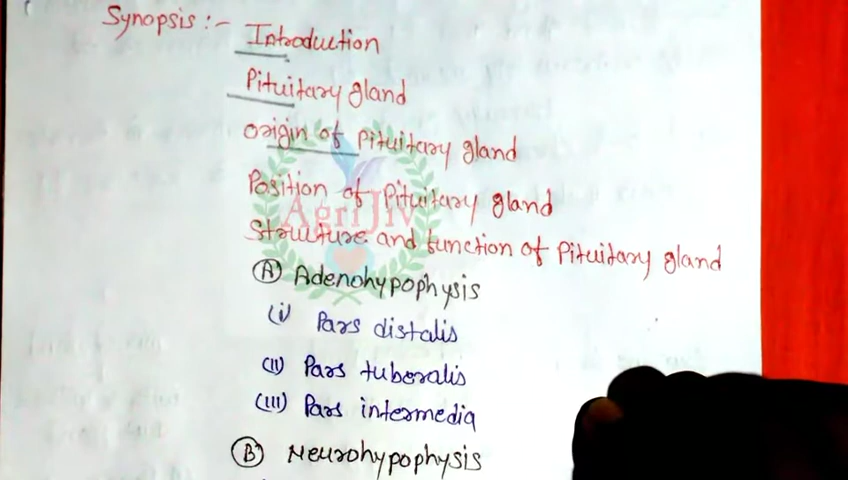 Synopsis :- Introduction
Pituitary gland
Origin of pituitary gland
Position of Pituitary gland
AgriJiv
Structure and function of Pituitary gland
(A) Adenohypophysis
(i) Pars distalis
(ii) Pars tuberalis
(iii) Pars intermedia
(B) Neurohypophysis